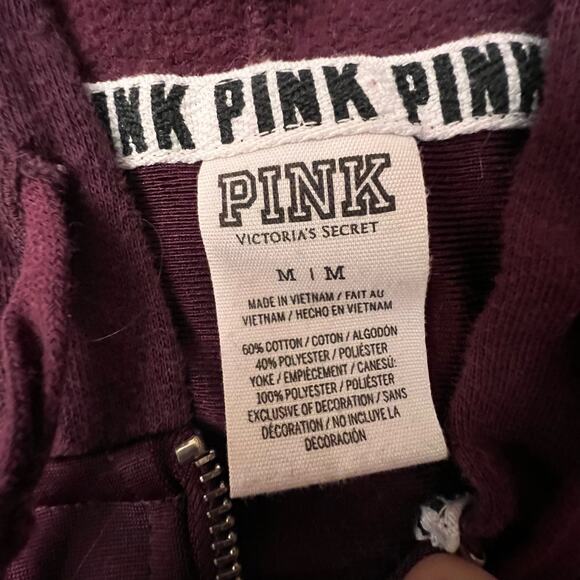 INK PINK PINK
PINK
VICTORIA'S SECRET
M | M
MADE IN VIETNAM / FAIT AU
VIETNAM / HECHO EN VIETNAM
60% COTTON / COTON / ALGODÓN
40% POLYESTER / POLIÉSTER
YOKE / EMPIÈCEMENT / CANESÚ:
100% POLYESTER / POLIÉSTER
EXCLUSIVE OF DECORATION / SANS
DÉCORATION / NO INCLUYE LA
DECORACIÓN